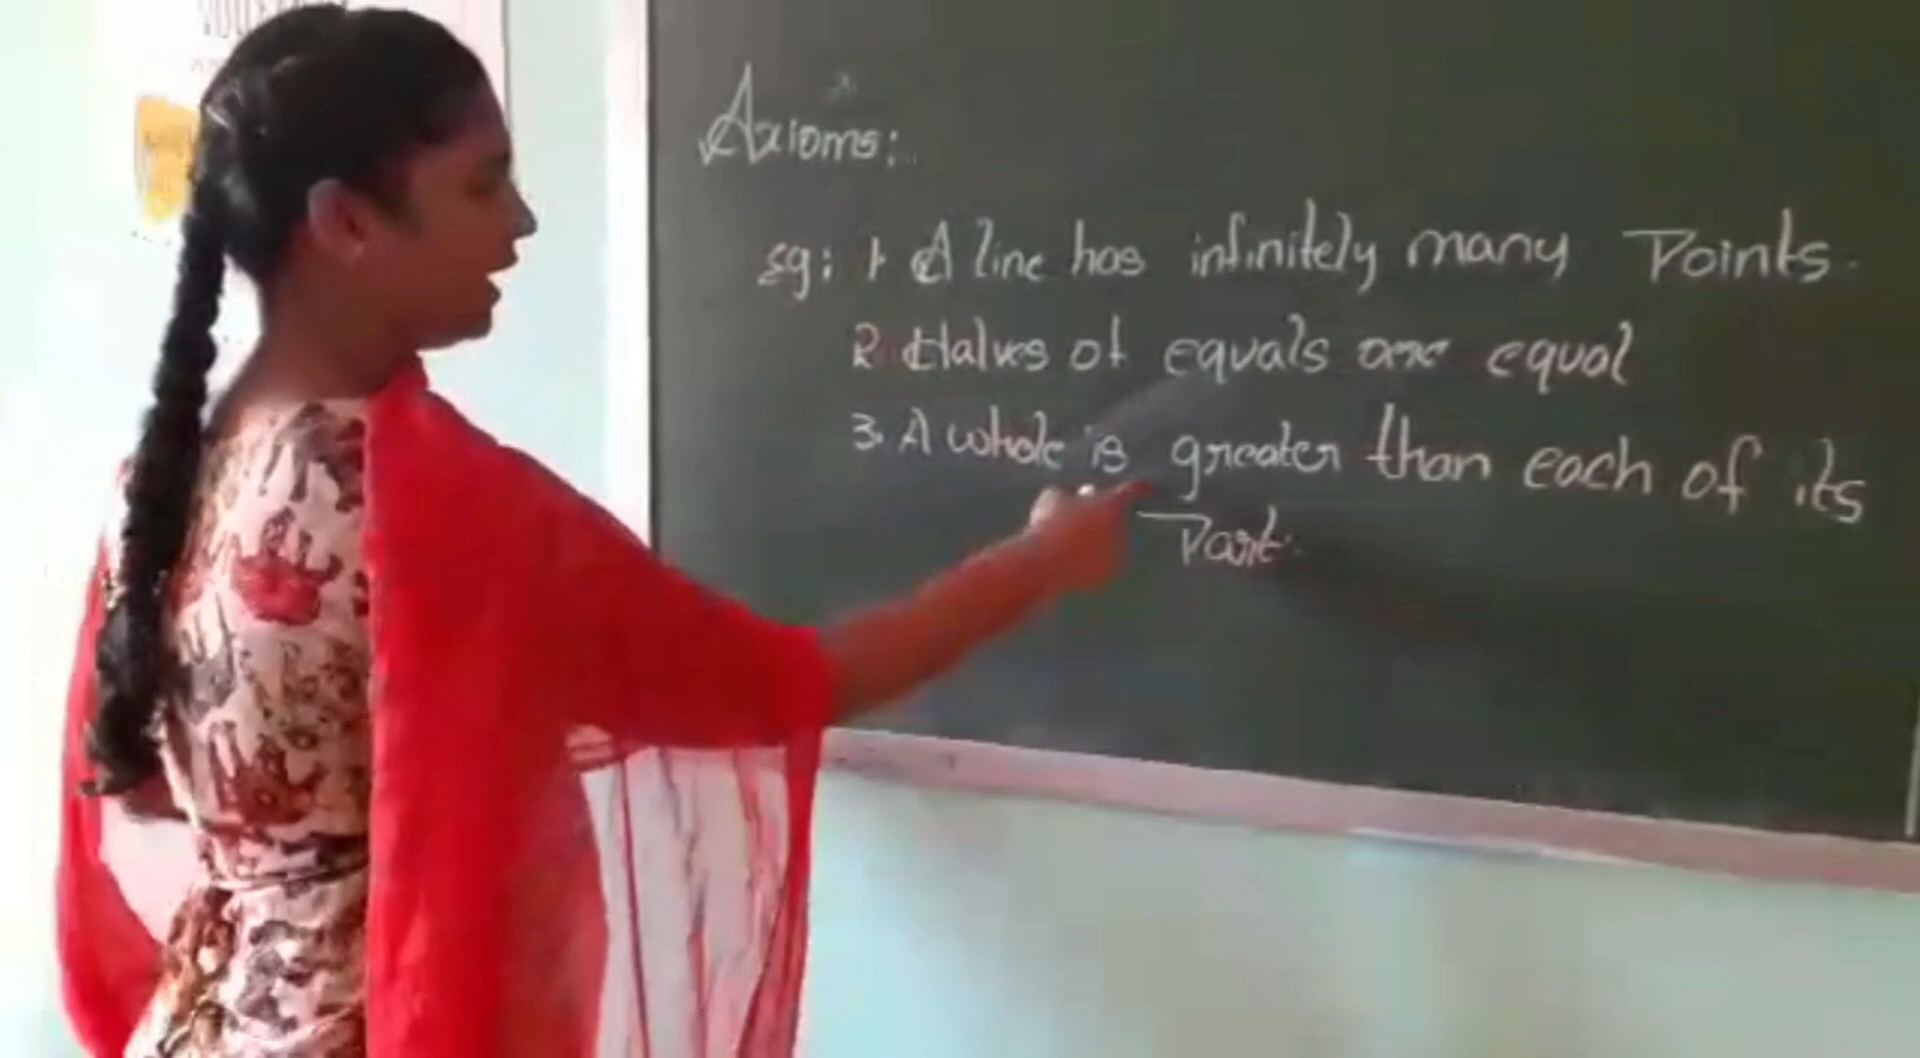 Axioms:
eg: 1 A line has infinitely many Points.
2 Halves of equals are equal
3. A whole is greater than each of its
Part.